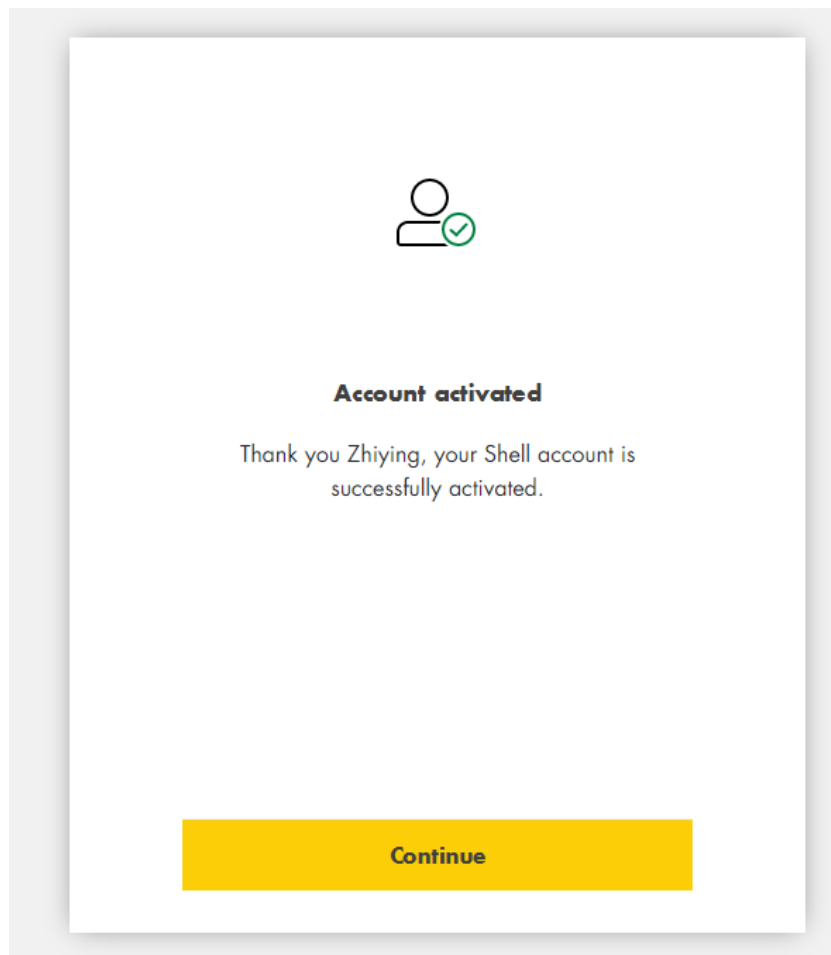 Account activated
Thank you Zhiying, your Shell account is
successfully activated.
Continue